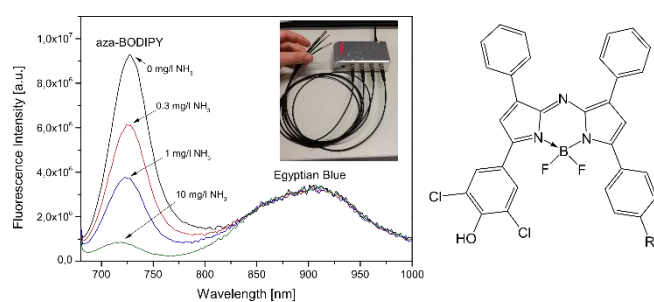 aza-BODIPY
0 mg/l NH3
0.3 mg/l NH3
1 mg/l NH3
10 mg/l NH3
Egyptian Blue
Fluorescence Intensity [a.u.]
1,0x10⁷
8,0x10⁶
6,0x10⁶
4,0x10⁶
2,0x10⁶
0,0
700
750
800
850
900
950
1000
Wavelength [nm]
N
N
N
B
F
F
Cl
HO
Cl
R